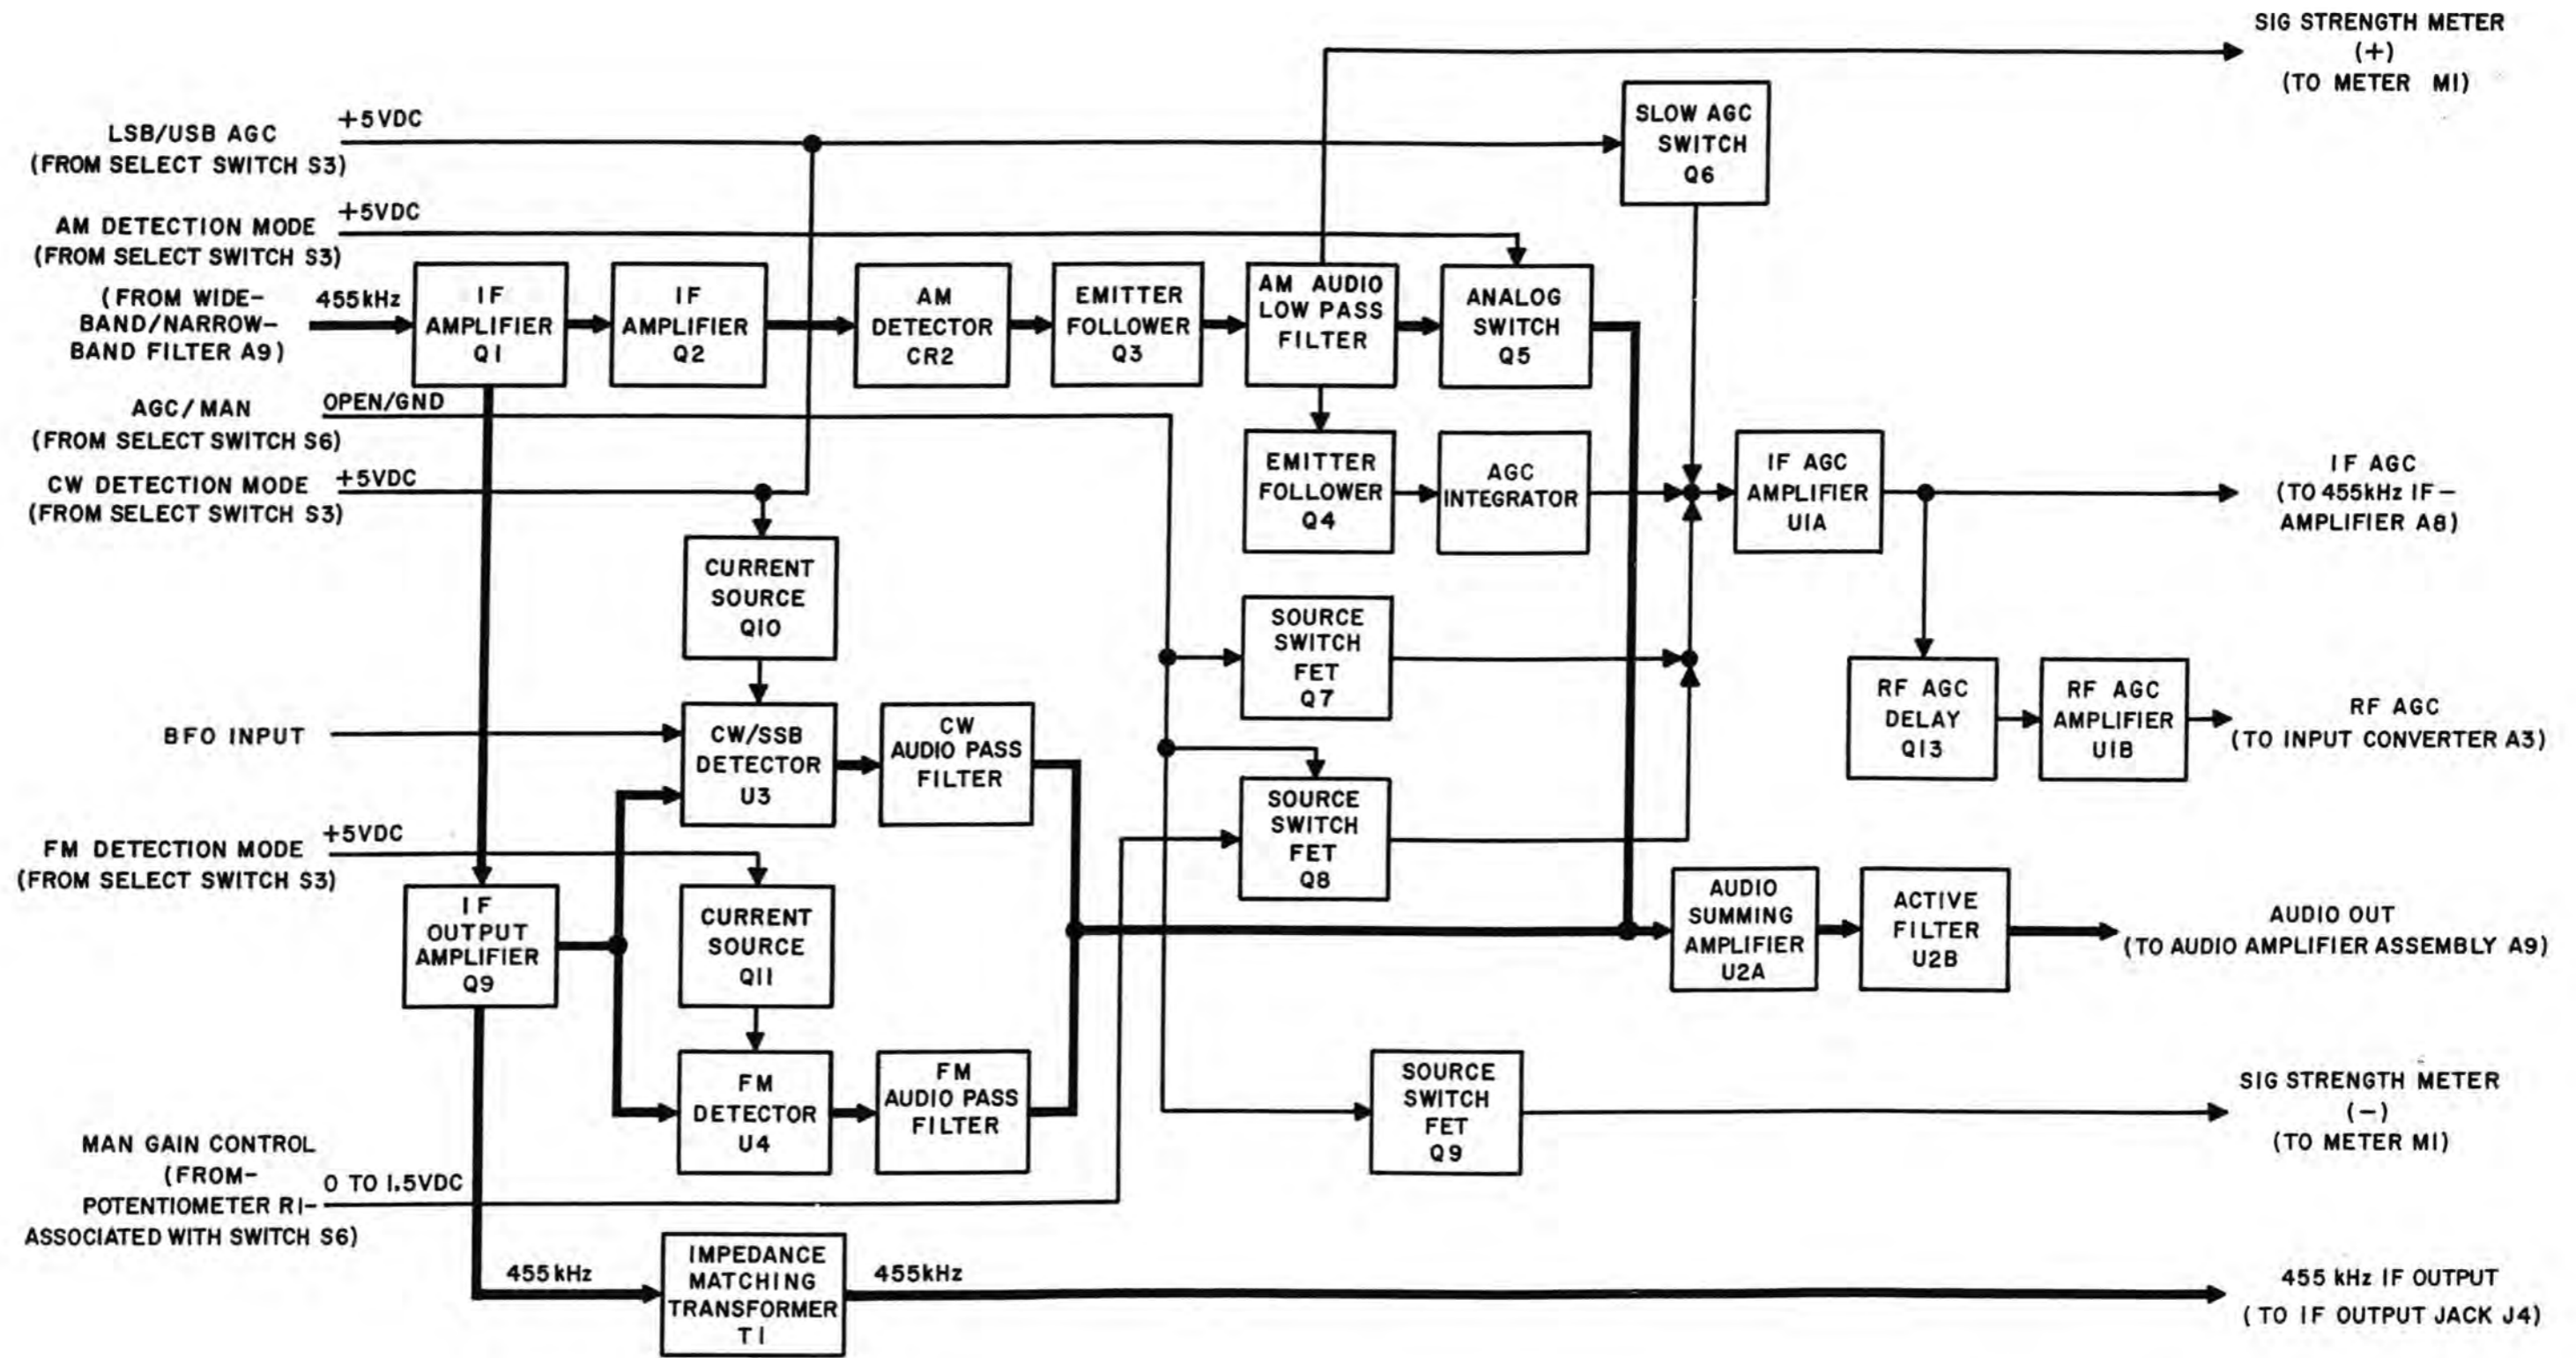 SIG STRENGTH METER
(+)
(TO METER MI)
SLOW AGC
SWITCH
Q6
+5VDC
LSB/USB AGC
(FROM SELECT SWITCH S3)
+5VDC
AM DETECTION MODE
(FROM SELECT SWITCH S3)
(FROM WIDE-
BAND/NARROW-
BAND FILTER A9)
455kHz
IF
AMPLIFIER
Q1
IF
AMPLIFIER
Q2
AM
DETECTOR
CR2
EMITTER
FOLLOWER
Q3
AM AUDIO
LOW PASS
FILTER
ANALOG
SWITCH
Q5
AGC/MAN
(FROM SELECT SWITCH S6)
OPEN/GND
CW DETECTION MODE
(FROM SELECT SWITCH S3)
+5VDC
EMITTER
FOLLOWER
Q4
AGC
INTEGRATOR
IF AGC
AMPLIFIER
U1A
IF AGC
(TO 455kHz IF-
AMPLIFIER A8)
CURRENT
SOURCE
Q10
SOURCE
SWITCH
FET
Q7
RF AGC
DELAY
Q13
RF AGC
AMPLIFIER
U1B
RF AGC
(TO INPUT CONVERTER A3)
BFO INPUT
CW/SSB
DETECTOR
U3
CW
AUDIO PASS
FILTER
SOURCE
SWITCH
FET
Q8
FM DETECTION MODE
(FROM SELECT SWITCH S3)
+5VDC
IF
OUTPUT
AMPLIFIER
Q9
CURRENT
SOURCE
Q11
AUDIO
SUMMING
AMPLIFIER
U2A
ACTIVE
FILTER
U2B
AUDIO OUT
(TO AUDIO AMPLIFIER ASSEMBLY A9)
FM
DETECTOR
U4
FM
AUDIO PASS
FILTER
SOURCE
SWITCH
FET
Q9
SIG STRENGTH METER
(-)
(TO METER MI)
MAN GAIN CONTROL
(FROM-
POTENTIOMETER R1-
ASSOCIATED WITH SWITCH S6)
0 TO 1.5VDC
455kHz
IMPEDANCE
MATCHING
TRANSFORMER
T1
455kHz
455 kHz IF OUTPUT
(TO IF OUTPUT JACK J4)